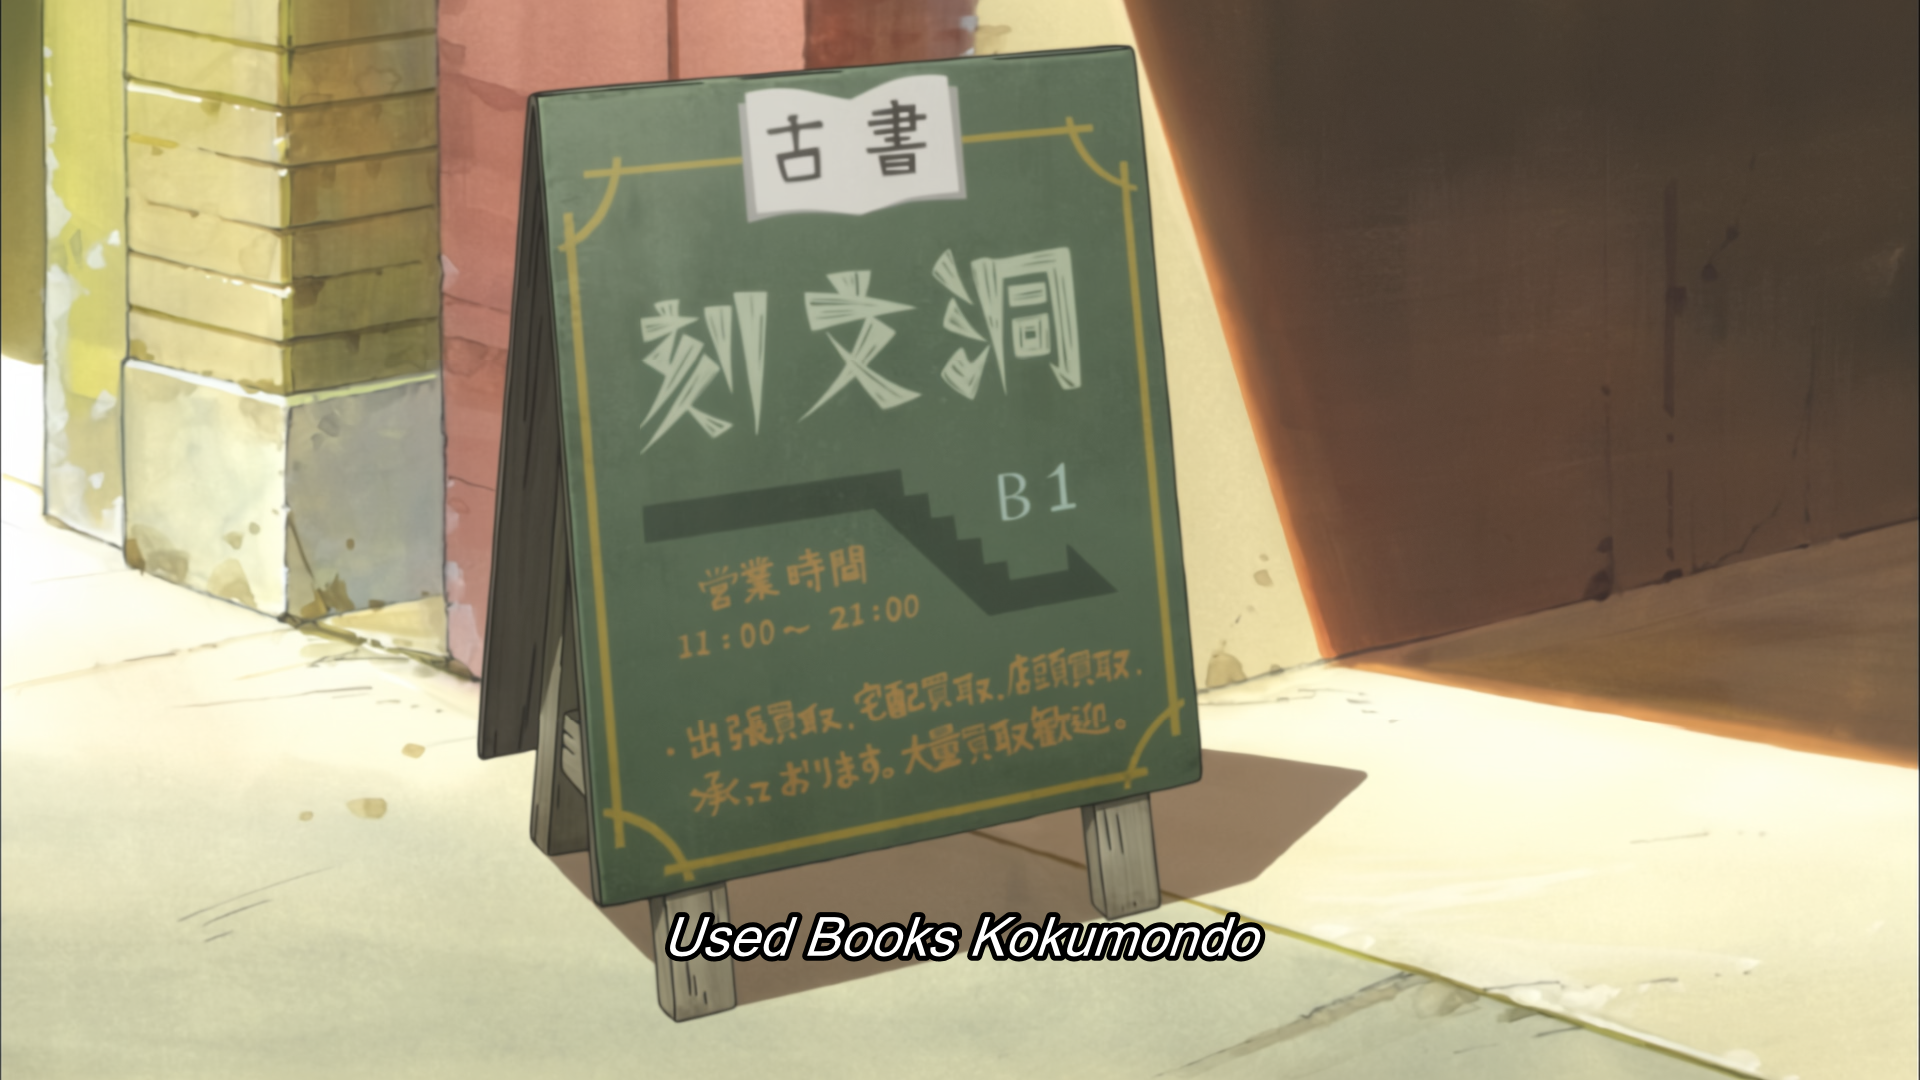 古書
刻文洞
B1
営業時間
11:00～21:00
・出張買取.宅配買取.店頭買取.
承っております。大量買取歓迎。
Used Books Kokumondo